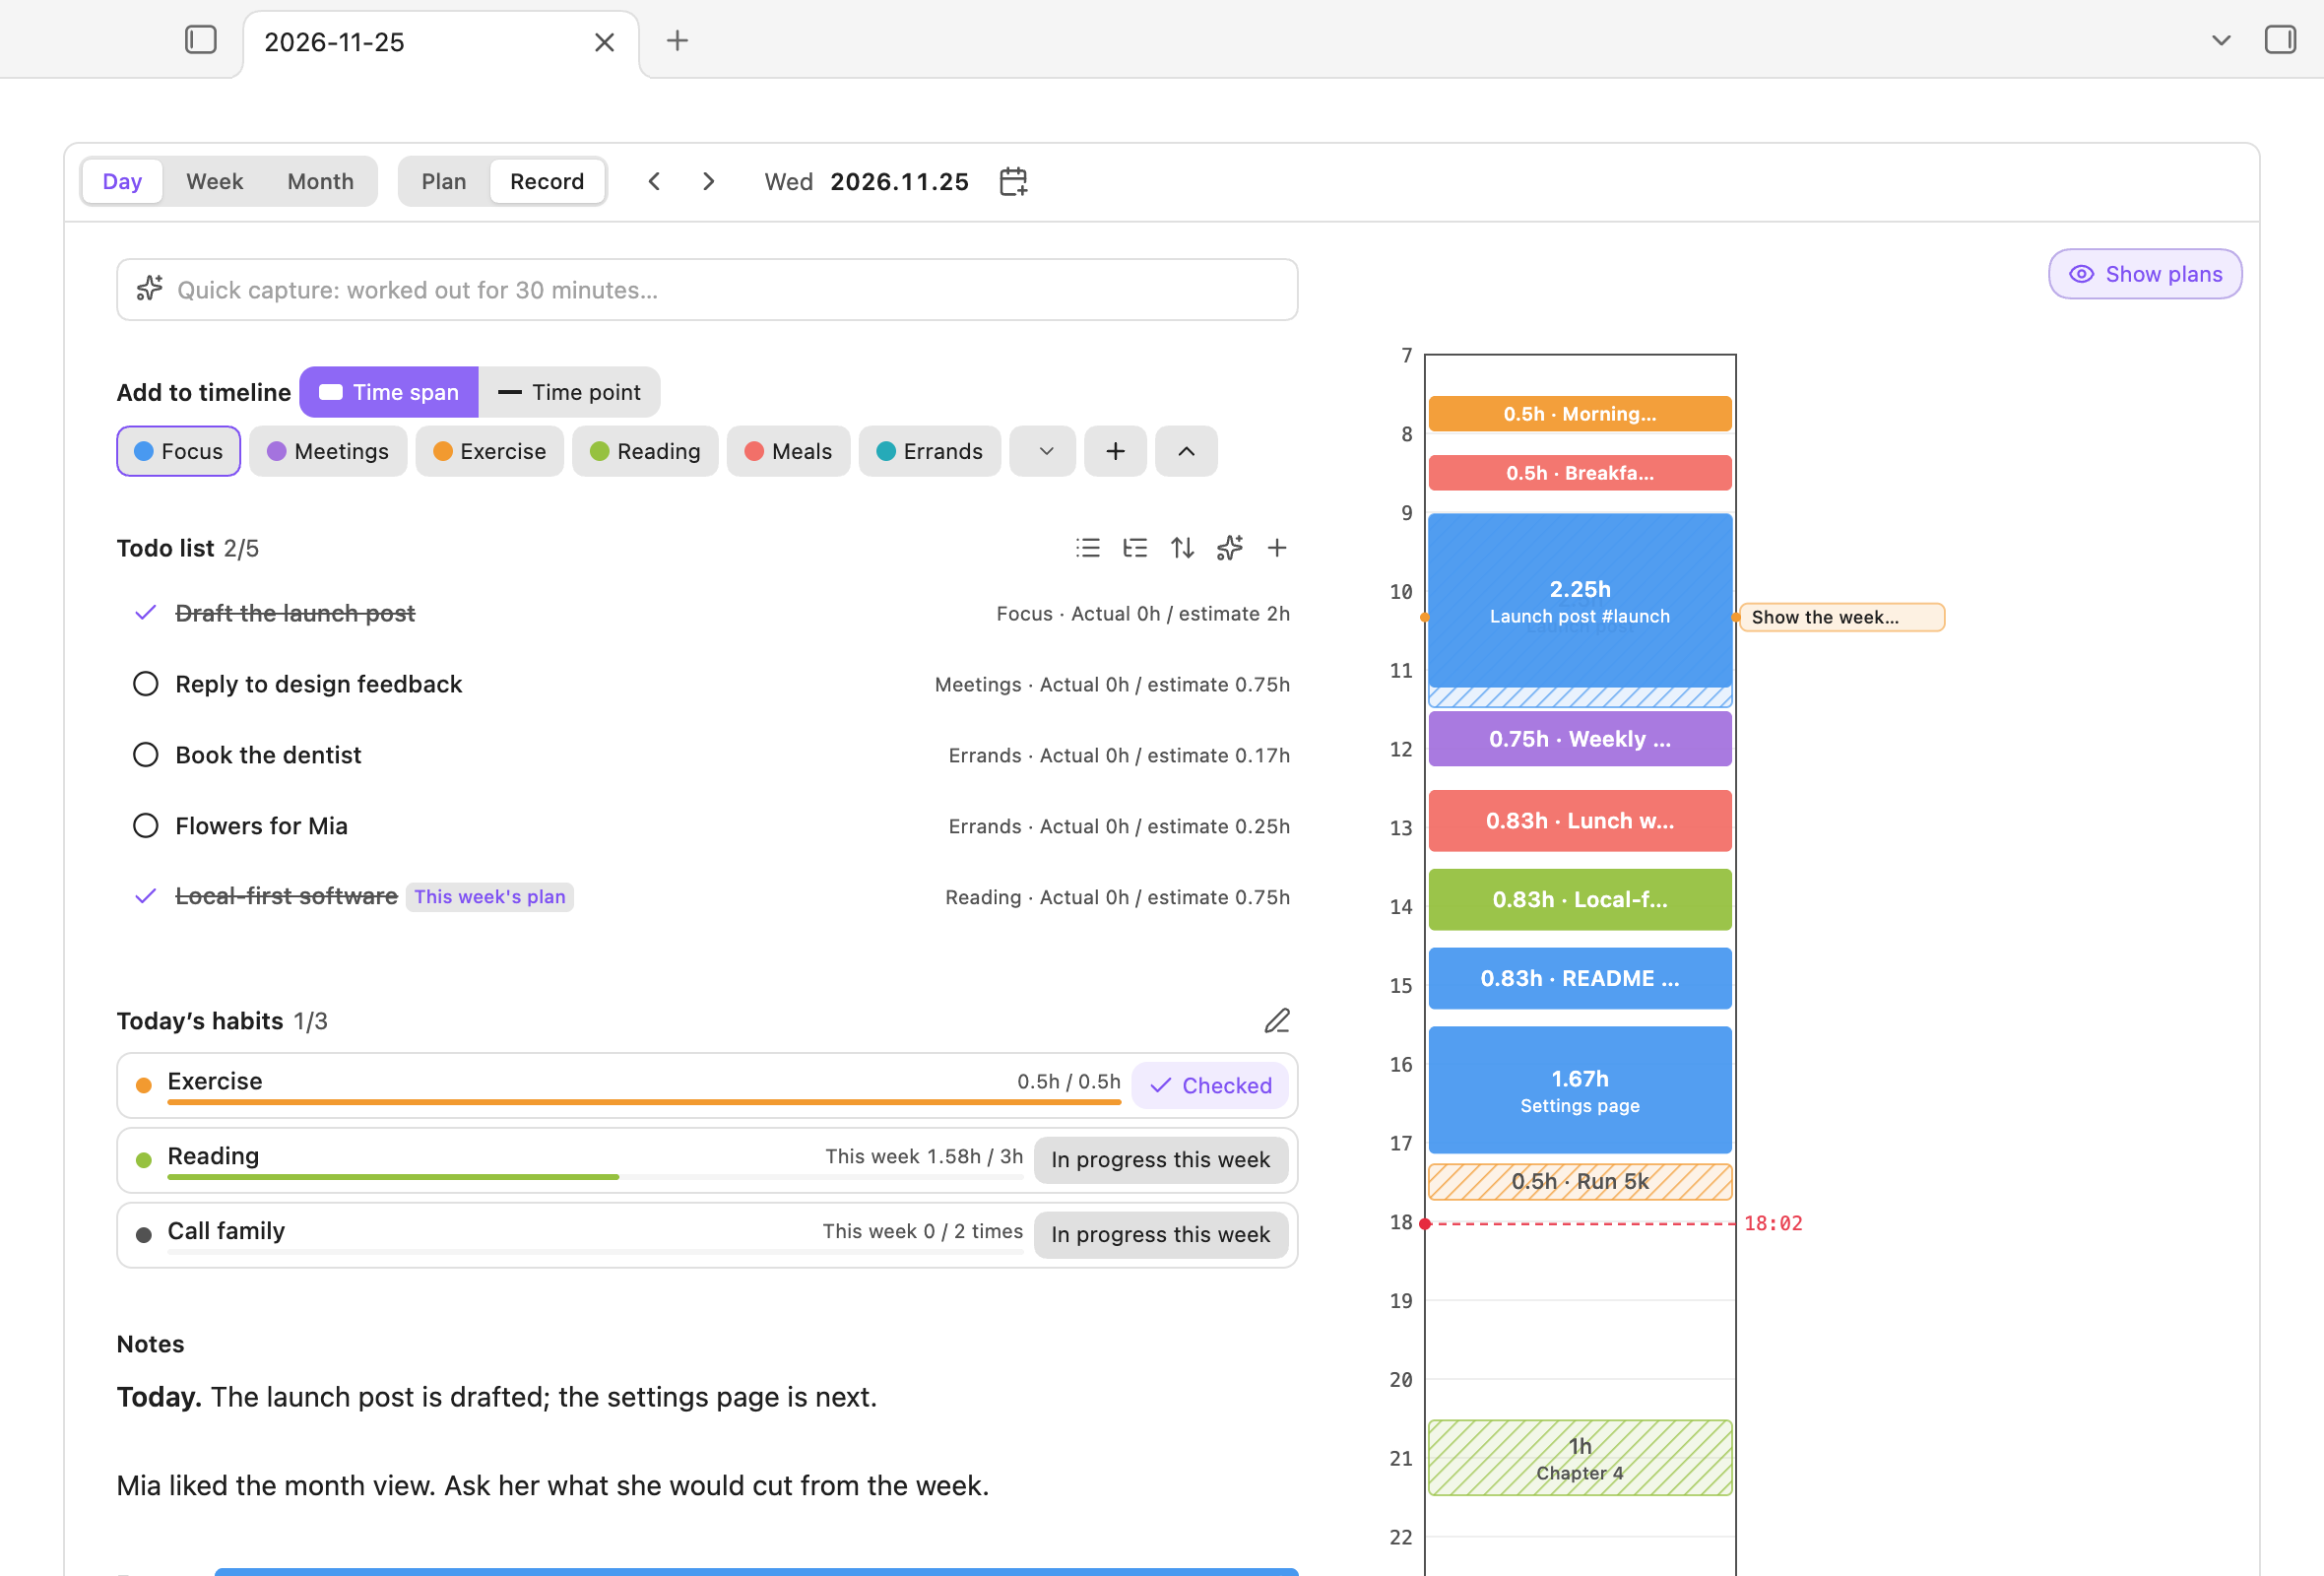 2026-11-25
Day Week Month Plan Record Wed 2026.11.25
Quick capture: worked out for 30 minutes...
Show plans
Add to timeline Time span Time point
Focus Meetings Exercise Reading Meals Errands
Todo list 2/5
Draft the launch post Focus · Actual 0h / estimate 2h
Reply to design feedback Meetings · Actual 0h / estimate 0.75h
Book the dentist Errands · Actual 0h / estimate 0.17h
Flowers for Mia Errands · Actual 0h / estimate 0.25h
Local-first software This week's plan Reading · Actual 0h / estimate 0.75h
Today’s habits 1/3
Exercise 0.5h / 0.5h Checked
Reading This week 1.58h / 3h In progress this week
Call family This week 0 / 2 times In progress this week
Notes
Today. The launch post is drafted; the settings page is next.
Mia liked the month view. Ask her what she would cut from the week.
7
0.5h · Morning...
8
0.5h · Breakfa...
9
2.25h
10
Launch post #launch
Show the week...
11
0.75h · Weekly ...
12
0.83h · Lunch w...
13
0.83h · Local-f...
14
0.83h · README ...
15
16
1.67h
Settings page
17
0.5h · Run 5k
18
18:02
19
20
1h
21
Chapter 4
22